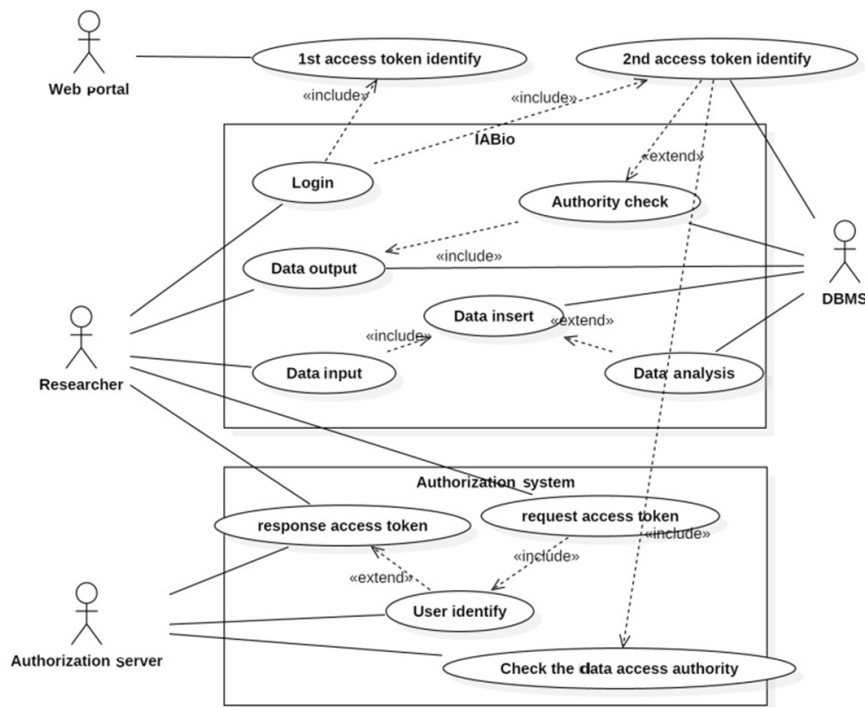 1st access token identify
2nd access token identify
Web portal
«include»
«include»
IABio
«extend»
Login
Authority check
«include»
Data output
DBMS
Data insert
«extend»
«include»
Researcher
Data input
Data analysis
Authorization system
response access token
request access token
«include»
«include»
«extend»
User identify
Authorization server
Check the data access authority